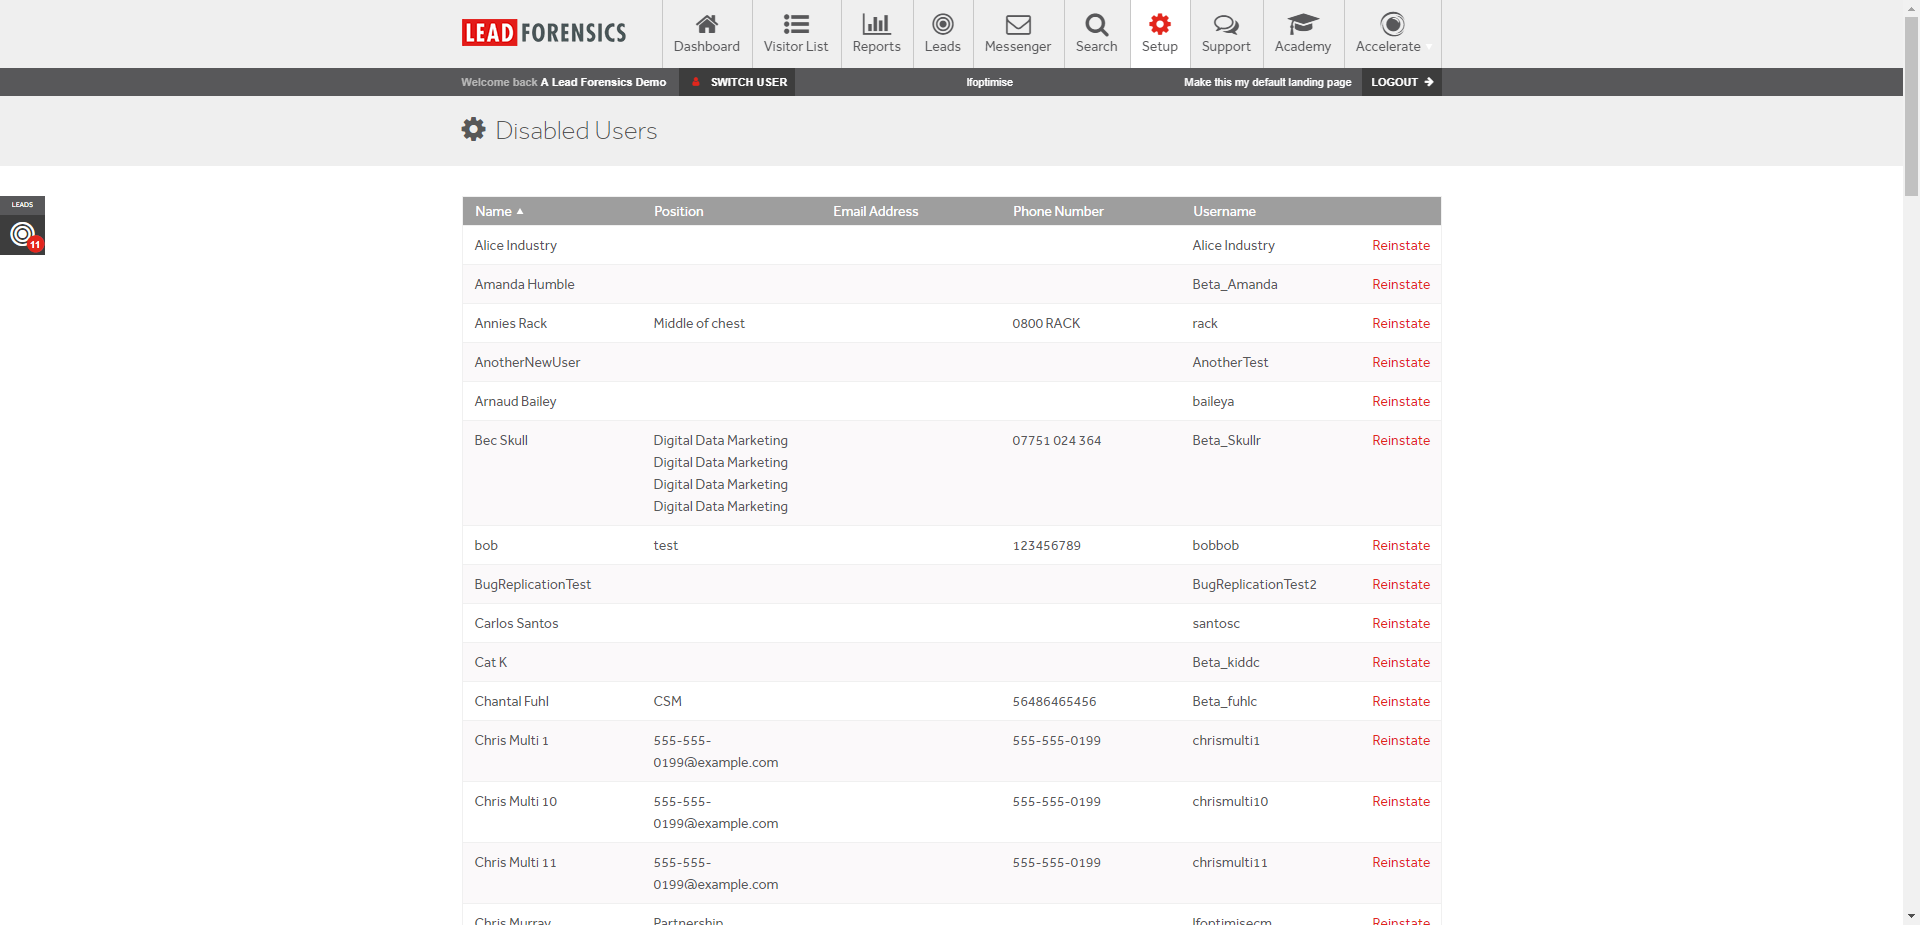 LEAD FORENSICS
Dashboard
Visitor List
Reports
Leads
Messenger
Search
Setup
Support
Academy
Accelerate
Welcome back A Lead Forensics Demo SWITCH USER lfoptimise Make this my default landing page LOGOUT
Disabled Users
LEADS
11
Name Position Email Address Phone Number Username
Alice Industry Alice Industry Reinstate
Amanda Humble Beta_Amanda Reinstate
Annies Rack Middle of chest 0800 RACK rack Reinstate
AnotherNewUser AnotherTest Reinstate
Arnaud Bailey baileya Reinstate
Bec Skull Digital Data Marketing 07751 024 364 Beta_Skullr Reinstate
Digital Data Marketing
Digital Data Marketing
Digital Data Marketing
bob test 123456789 bobbob Reinstate
BugReplicationTest BugReplicationTest2 Reinstate
Carlos Santos santosc Reinstate
Cat K Beta_kiddc Reinstate
Chantal Fuhl CSM 56486465456 Beta_fuhlc Reinstate
Chris Multi 1 555-555- 555-555-0199 chrismulti1 Reinstate
0199@example.com
Chris Multi 10 555-555- 555-555-0199 chrismulti10 Reinstate
0199@example.com
Chris Multi 11 555-555- 555-555-0199 chrismulti11 Reinstate
0199@example.com
Chris Murray Partnership lfoptimisecm Reinstate